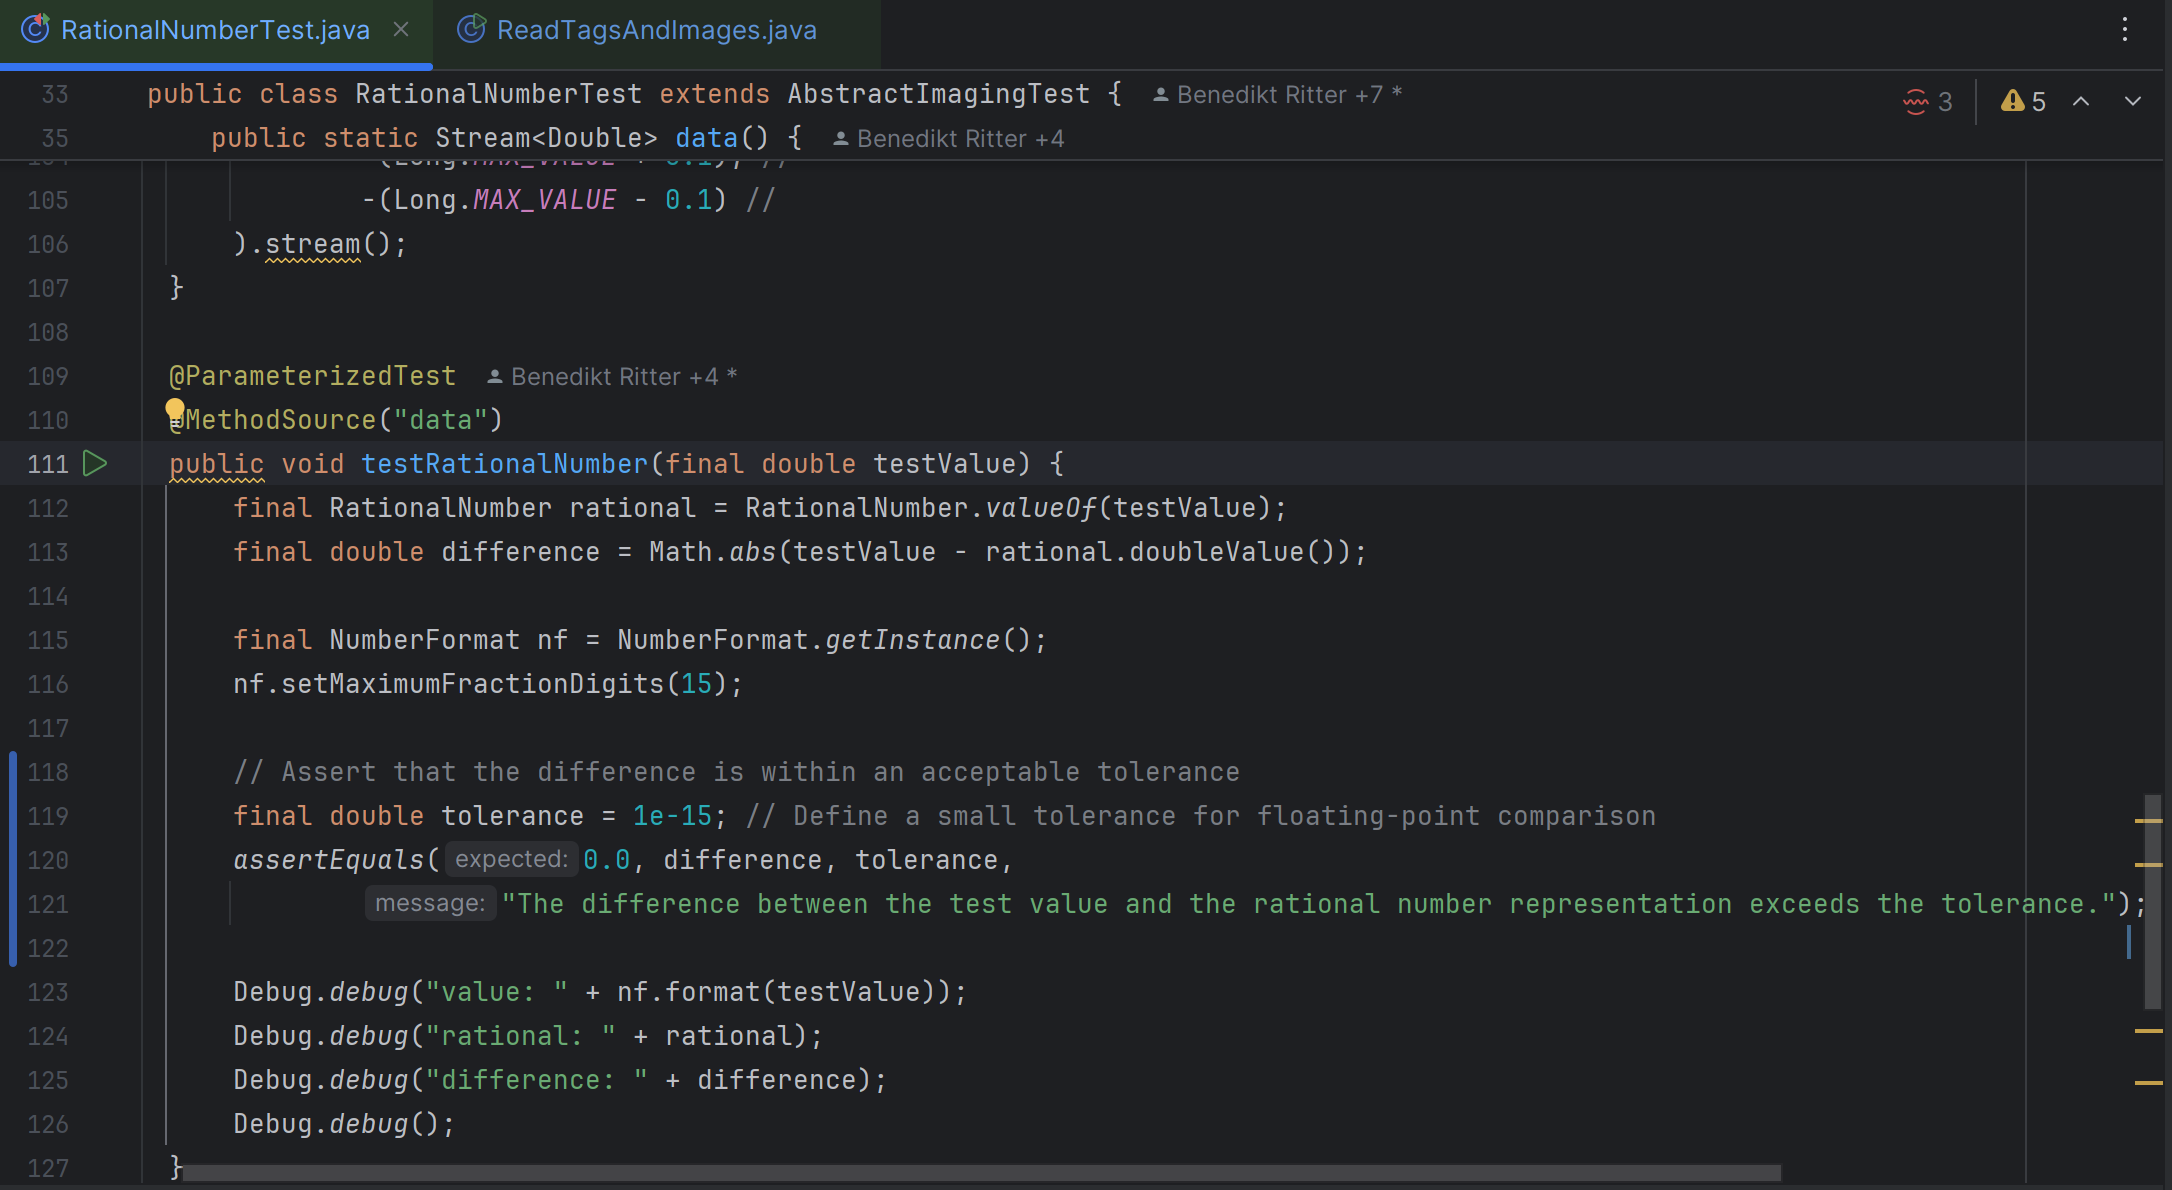 RationalNumberTest.java ReadTagsAndImages.java
33 public class RationalNumberTest extends AbstractImagingTest { Benedikt Ritter +7 * 3 5
35 public static Stream<Double> data() { Benedikt Ritter +4
105 -(Long.MAX_VALUE - 0.1) //
106 ).stream();
107 }
108
109 @ParameterizedTest Benedikt Ritter +4 *
110 @MethodSource("data")
111 public void testRationalNumber(final double testValue) {
112 final RationalNumber rational = RationalNumber.valueOf(testValue);
113 final double difference = Math.abs(testValue - rational.doubleValue());
114
115 final NumberFormat nf = NumberFormat.getInstance();
116 nf.setMaximumFractionDigits(15);
117
118 // Assert that the difference is within an acceptable tolerance
119 final double tolerance = 1e-15; // Define a small tolerance for floating-point comparison
120 assertEquals( expected: 0.0, difference, tolerance,
121 message: "The difference between the test value and the rational number representation exceeds the tolerance.");
122
123 Debug.debug("value: " + nf.format(testValue));
124 Debug.debug("rational: " + rational);
125 Debug.debug("difference: " + difference);
126 Debug.debug();
127 }